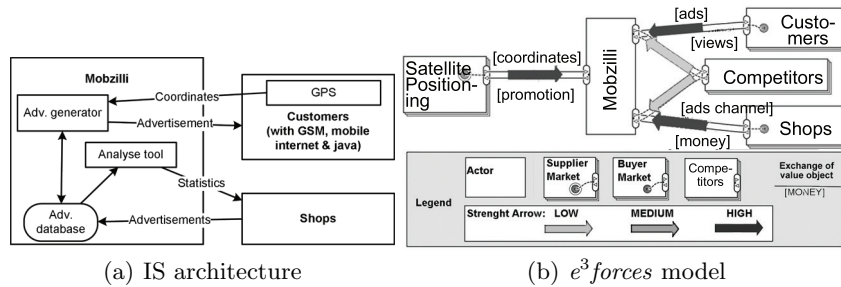 Mobzilli
Adv. generator
Coordinates
GPS
Advertisement
Customers
(with GSM, mobile
internet & java)
Analyse tool
Statistics
Adv.
database
Advertisements
Shops
(a) IS architecture
Satellite
Position-
ing
[coordinates]
[promotion]
Mobzilli
[ads]
[views]
Custo-
mers
Competitors
[ads channel]
[money]
Shops
Legend
Actor
Supplier
Market
Buyer
Market
Compe-
titors
Exchange of
value object
[MONEY]
Strenght Arrow:
LOW
MEDIUM
HIGH
(b) e³forces model